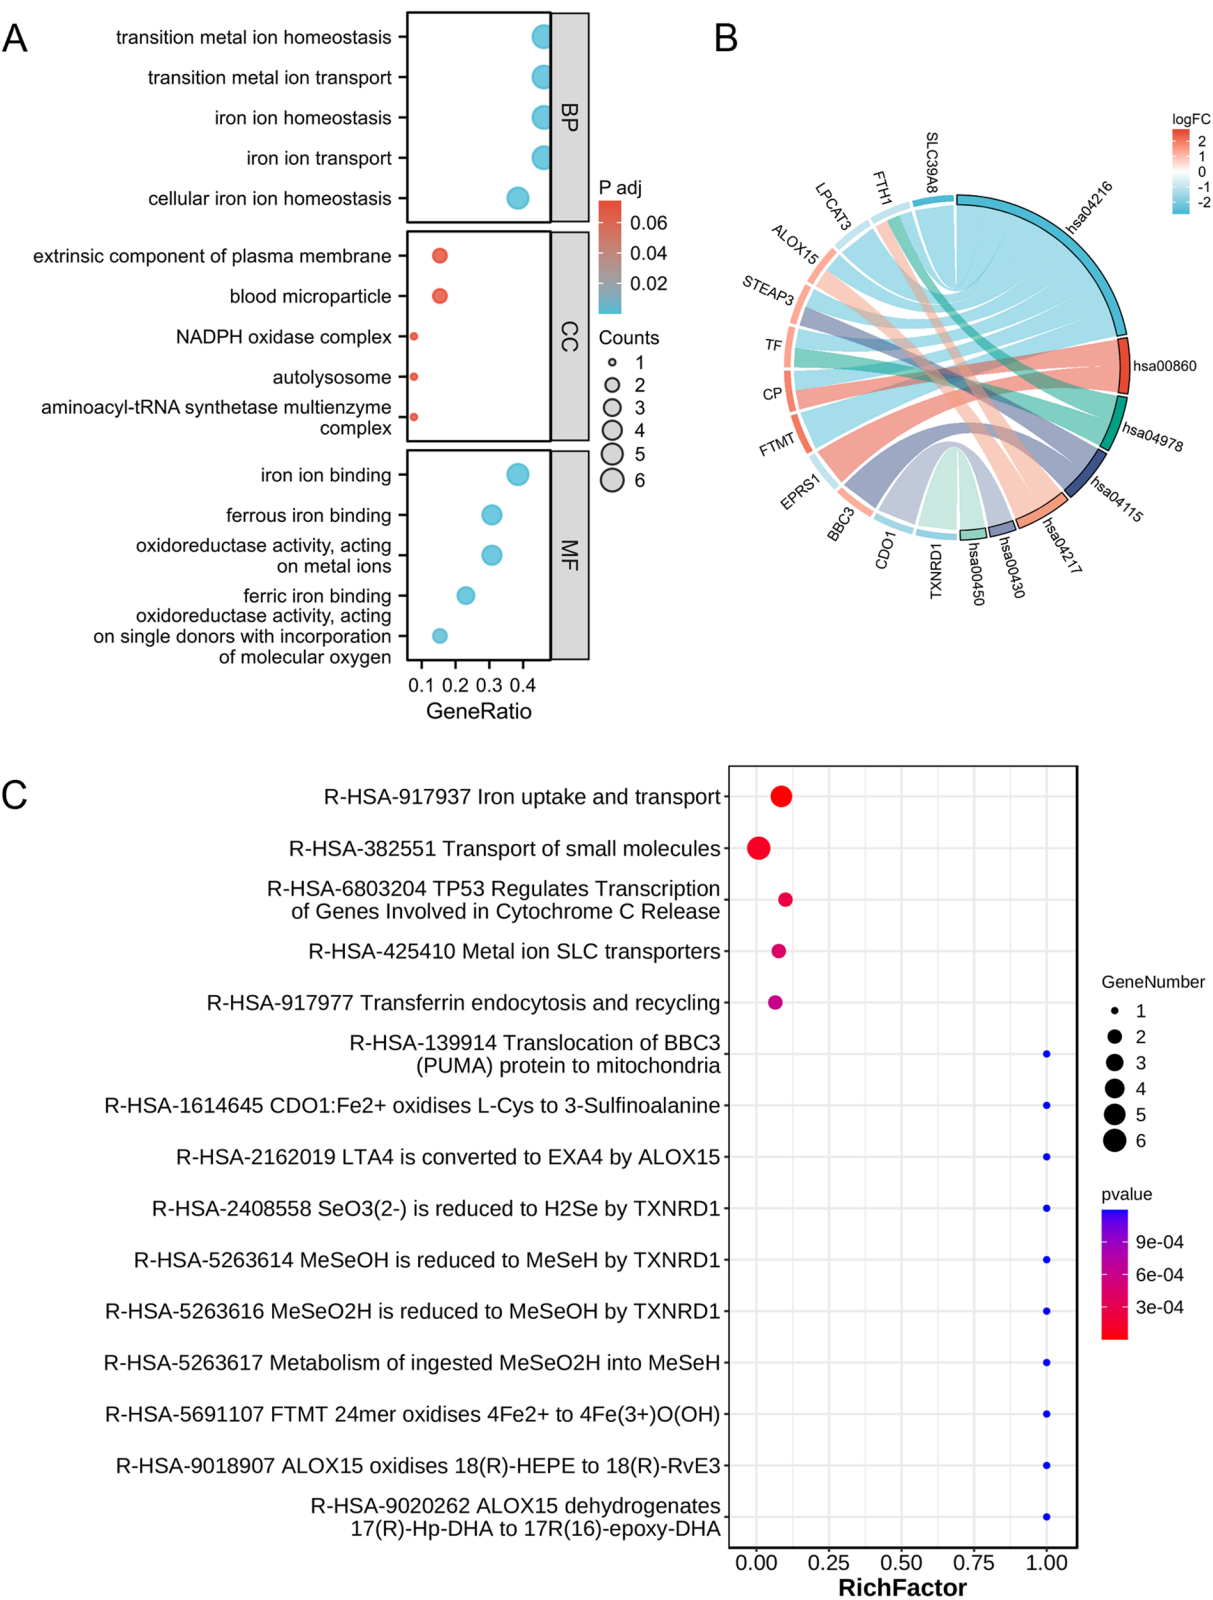 A
transition metal ion homeostasis
transition metal ion transport
iron ion homeostasis
iron ion transport
cellular iron ion homeostasis
BP
extrinsic component of plasma membrane
blood microparticle
NADPH oxidase complex
autolysosome
aminoacyl-tRNA synthetase multienzyme
complex
CC
iron ion binding
ferrous iron binding
oxidoreductase activity, acting
on metal ions
ferric iron binding
oxidoreductase activity, acting
on single donors with incorporation
of molecular oxygen
MF
0.1 0.2 0.3 0.4
GeneRatio
P adj
0.06
0.04
0.02
Counts
1
2
3
4
5
6
B
SLC39A8
FTH1
LPCAT3
ALOX15
STEAP3
TF
CP
FTMT
EPRS1
BBC3
CDO1
TXNRD1
hsa00450
hsa00430
hsa04217
hsa04115
hsa04978
hsa00860
hsa04216
logFC
2
1
0
-1
-2
C
R-HSA-917937 Iron uptake and transport
R-HSA-382551 Transport of small molecules
R-HSA-6803204 TP53 Regulates Transcription
of Genes Involved in Cytochrome C Release
R-HSA-425410 Metal ion SLC transporters
R-HSA-917977 Transferrin endocytosis and recycling
R-HSA-139914 Translocation of BBC3
(PUMA) protein to mitochondria
R-HSA-1614645 CDO1:Fe2+ oxidises L-Cys to 3-Sulfinoalanine
R-HSA-2162019 LTA4 is converted to EXA4 by ALOX15
R-HSA-2408558 SeO3(2-) is reduced to H2Se by TXNRD1
R-HSA-5263614 MeSeOH is reduced to MeSeH by TXNRD1
R-HSA-5263616 MeSeO2H is reduced to MeSeOH by TXNRD1
R-HSA-5263617 Metabolism of ingested MeSeO2H into MeSeH
R-HSA-5691107 FTMT 24mer oxidises 4Fe2+ to 4Fe(3+)O(OH)
R-HSA-9018907 ALOX15 oxidises 18(R)-HEPE to 18(R)-RvE3
R-HSA-9020262 ALOX15 dehydrogenates
17(R)-Hp-DHA to 17R(16)-epoxy-DHA
0.00 0.25 0.50 0.75 1.00
RichFactor
GeneNumber
1
2
3
4
5
6
pvalue
9e-04
6e-04
3e-04